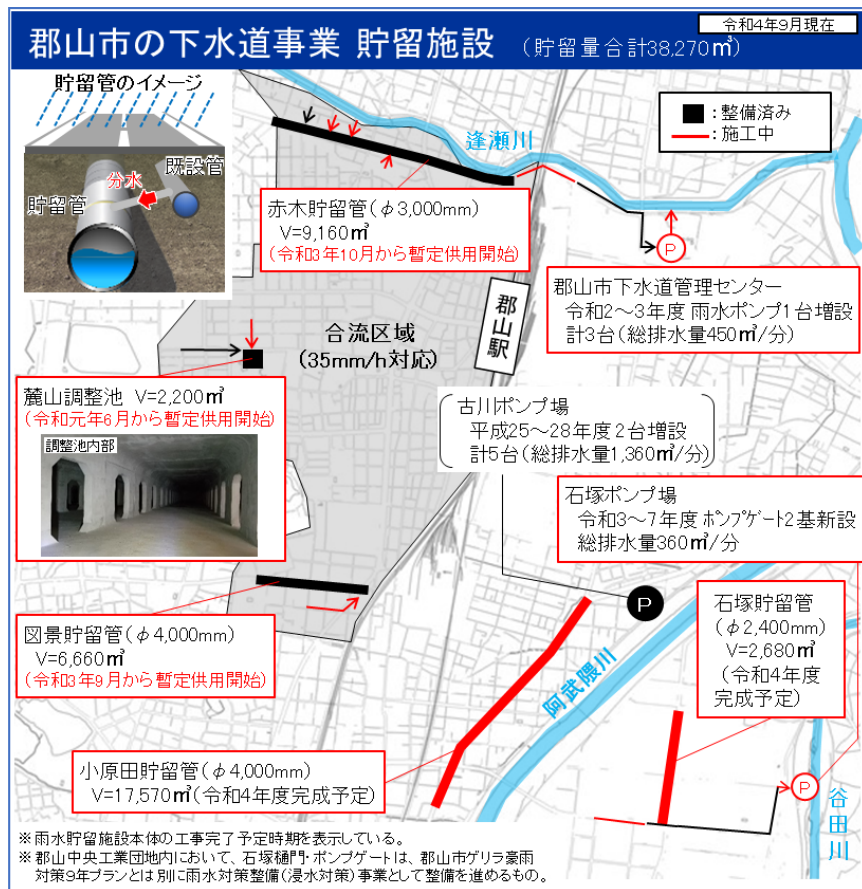 令和4年9月現在
郡山市の下水道事業 貯留施設 (貯留量合計38,270㎥)
貯留管のイメージ
既設管
分水
貯留管
■:整備済み
:施工中
逢瀬川
赤木貯留管(φ3,000mm)
V=9,160㎥
(令和3年10月から暫定供用開始)
P
郡山市下水道管理センター
令和2~3年度 雨水ポンプ1台増設
計3台(総排水量450㎥/分)
郡山駅
合流区域
(35mm/h対応)
麓山調整池 V=2,200㎥
(令和元年6月から暫定供用開始)
調整池内部
古川ポンプ場
平成25~28年度2台増設
計5台(総排水量1,360㎥/分)
石塚ポンプ場
令和3~7年度 ポンプゲート2基新設
総排水量360㎥/分
P
図景貯留管(φ4,000mm)
V=6,660㎥
(令和3年9月から暫定供用開始)
石塚貯留管
(φ2,400mm)
V=2,680㎥
(令和4年度
完成予定)
阿武隈川
小原田貯留管(φ4,000mm)
V=17,570㎥(令和4年度完成予定)
P
谷田川
※雨水貯留施設本体の工事完了予定時期を表示している。
※郡山中央工業団地内において、石塚樋門・ポンプゲートは、郡山市ゲリラ豪雨
対策9年プランとは別に雨水対策整備(浸水対策)事業として整備を進めるもの。